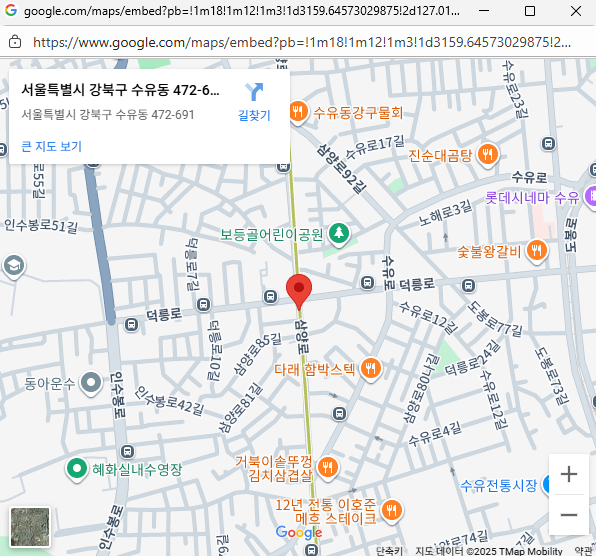 google.com/maps/embed?pb=!1m18!1m12!1m3!1d3159.64573029875!2d127.01...
https://www.google.com/maps/embed?pb=!1m18!1m12!1m3!1d3159.64573029875!2...
서울특별시 강북구 수유동 472-6...
서울특별시 강북구 수유동 472-691
길찾기
큰 지도 보기
수유동강구물회
수유로23길
수유로17길
삼양로92길
진순대곰탕
수유로
롯데시네마 수유
로55길
인수봉로51길
노해로3길
도봉로
보등골어린이공원
숯불왕갈비
덕릉로7길
수유로
덕릉로
덕릉로
수유로12길
도봉로77길
덕릉로10길
삼양로85길
삼양로
다래 함박스텍
덕릉로24길
도봉로73길
동아운수
인수봉로
인수봉로42길
삼양로81길
삼양로80나길
수유로12길
수유로4길
혜화실내수영장
거북이솥뚜껑
김치삼겹살
수유전통시장
12년 전통 이호준
메호 스테이크
로봉수인
Google
단축키
지도 데이터 ©2025 TMap Mobility
약관